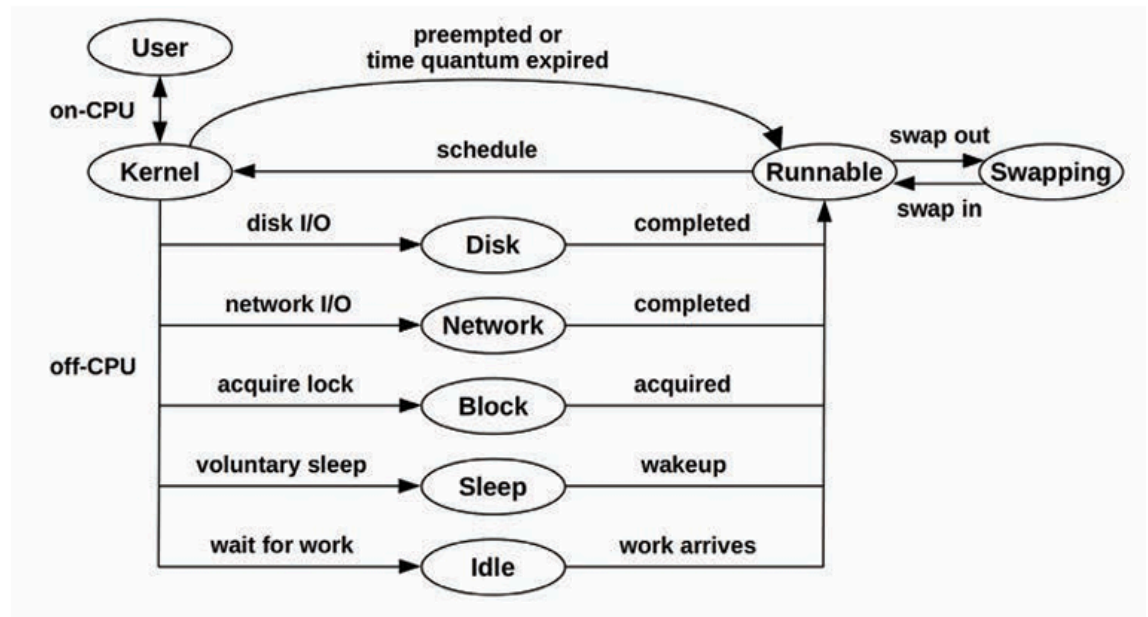 User
preempted or
time quantum expired
on-CPU
Kernel
schedule
Runnable
swap out
Swapping
swap in
disk I/O
Disk
completed
network I/O
Network
completed
off-CPU
acquire lock
Block
acquired
voluntary sleep
Sleep
wakeup
wait for work
Idle
work arrives